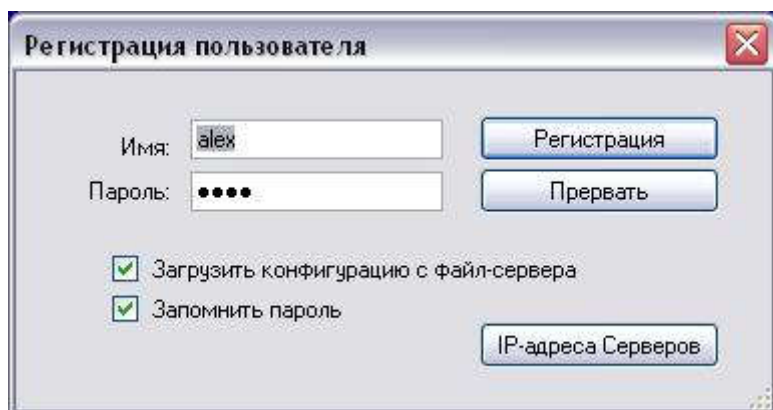 Регистрация пользователя
Имя: alex Регистрация
Пароль: •••• Прервать
Загрузить конфигурацию с файл-сервера
Запомнить пароль
IP-адреса Серверов